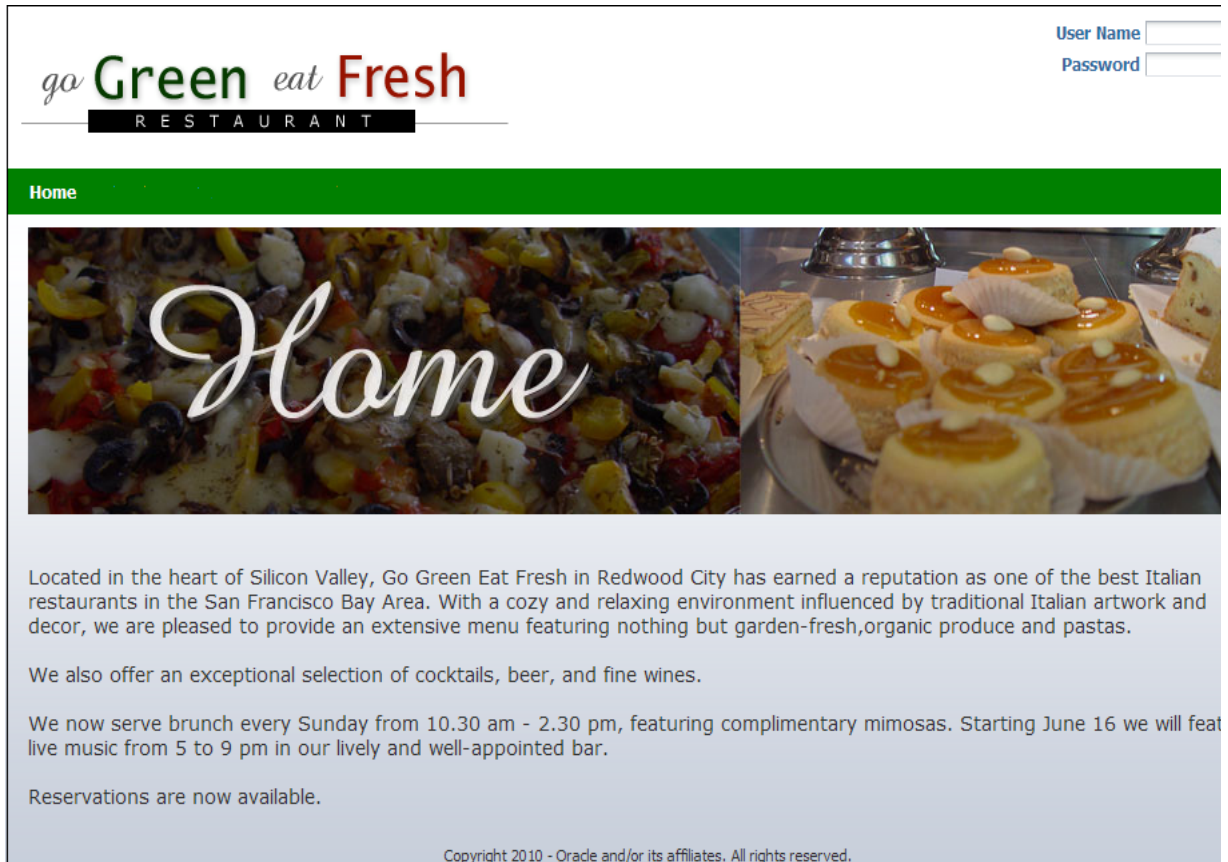 User Name
Password
go Green eat Fresh
RESTAURANT
Home
Home
Located in the heart of Silicon Valley, Go Green Eat Fresh in Redwood City has earned a reputation as one of the best Italian
restaurants in the San Francisco Bay Area. With a cozy and relaxing environment influenced by traditional Italian artwork and
decor, we are pleased to provide an extensive menu featuring nothing but garden-fresh,organic produce and pastas.
We also offer an exceptional selection of cocktails, beer, and fine wines.
We now serve brunch every Sunday from 10.30 am - 2.30 pm, featuring complimentary mimosas. Starting June 16 we will feat
live music from 5 to 9 pm in our lively and well-appointed bar.
Reservations are now available.
Copyright 2010 - Oracle and/or its affiliates. All rights reserved.